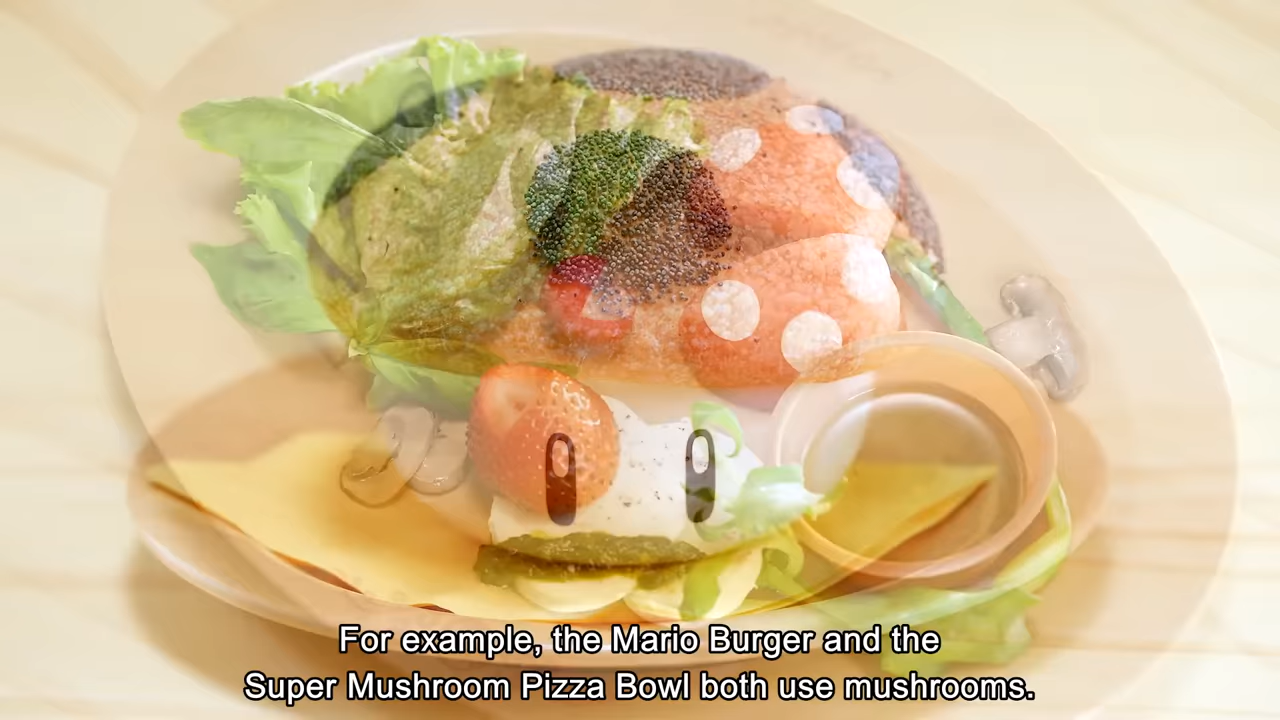 For example, the Mario Burger and the
Super Mushroom Pizza Bowl both use mushrooms.